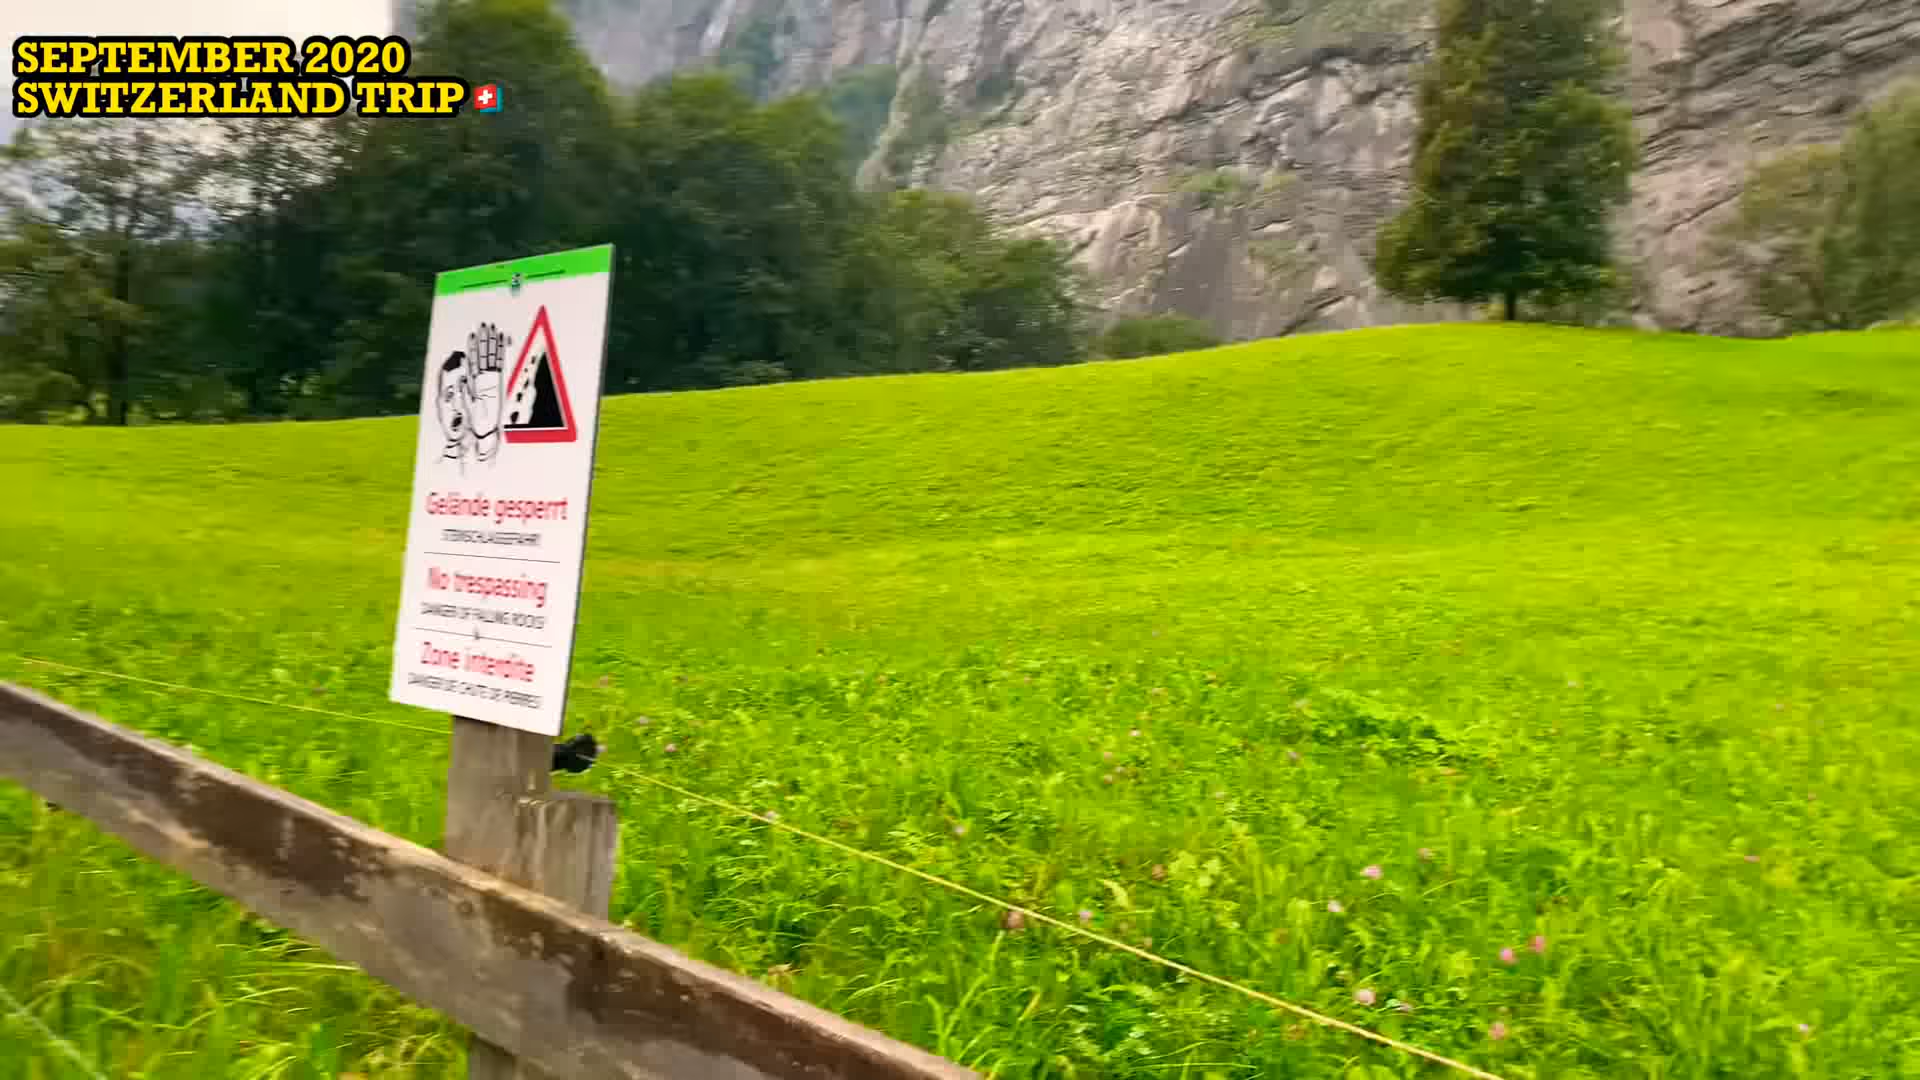 SEPTEMBER 2020
SWITZERLAND TRIP🇨🇭
Gelände gesperrt
STEINSCHLAGGEFAHR!
No trespassing
DANGER OF FALLING ROCKS!
Zone interdite
DANGER DE CHUTE DE PIERRES!